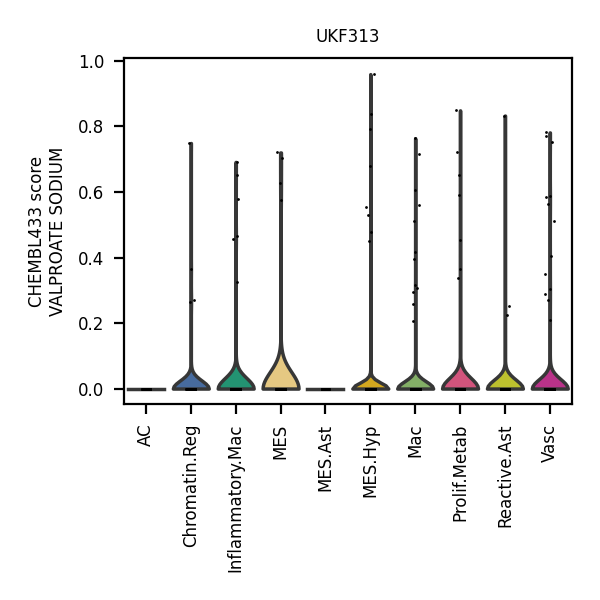 UKF313
CHEMBL433 score
VALPROATE SODIUM
1.0
0.8
0.6
0.4
0.2
0.0
AC
Chromatin.Reg
Inflammatory.Mac
MES
MES.Ast
MES.Hyp
Mac
Prolif.Metab
Reactive.Ast
Vasc